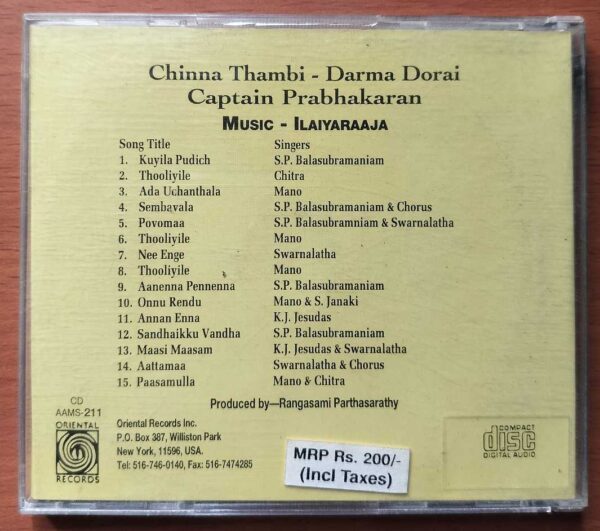 Chinna Thambi - Darma Dorai
Captain Prabhakaran
MUSIC - ILAIYARAAJA
Song Title Singers
1. Kuyila Pudich S.P. Balasubramaniam
2. Thooliyile Chitra
3. Ada Uchanthala Mano
4. Sembavala S.P. Balasubramaniam & Chorus
5. Povomaa S.P. Balasubramniam & Swarnalatha
6. Thooliyile Mano
7. Nee Enge Swarnalatha
8. Thooliyile Mano
9. Aanenna Pennenna S.P. Balasubramaniam
10. Onnu Rendu Mano & S. Janaki
11. Annan Enna K.J. Jesudas
12. Sandhaikku Vandha S.P. Balasubramaniam
13. Maasi Maasam K.J. Jesudas & Swarnalatha
14. Aattamaa Swarnalatha & Chorus
15. Paasamulla Mano & Chitra
Produced by—Rangasami Parthasarathy
CD
AAMS-211
ORIENTAL
RECORDS
Oriental Records Inc.
P.O. Box 387, Williston Park
New York, 11596, USA.
Tel: 516-746-0140, Fax: 516-7474285
MRP Rs. 200/-
(Incl Taxes)
COMPACT
disc
DIGITAL AUDIO